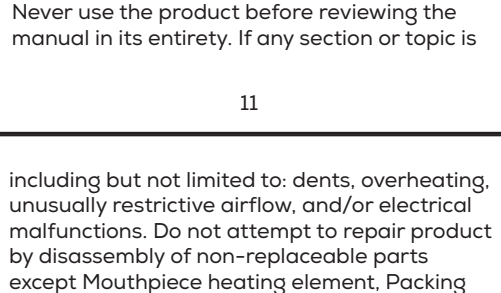 Never use the product before reviewing the
manual in its entirety. If any section or topic is
11
including but not limited to: dents, overheating,
unusually restrictive airflow, and/or electrical
malfunctions. Do not attempt to repair product
by disassembly of non-replaceable parts
except Mouthpiece heating element, Packing